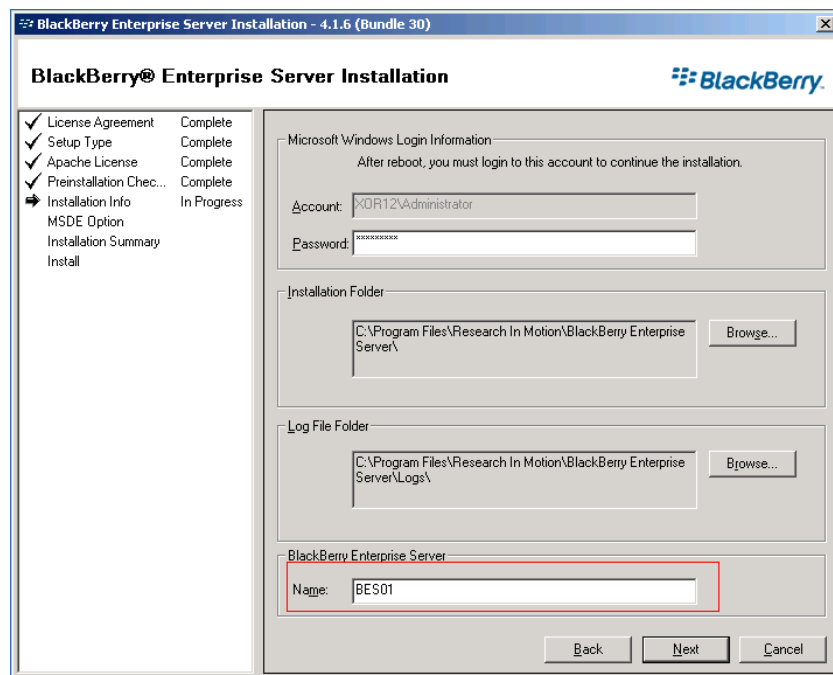 BlackBerry Enterprise Server Installation - 4.1.6 (Bundle 30)
BlackBerry® Enterprise Server Installation
BlackBerry.
License Agreement Complete
Setup Type Complete
Apache License Complete
Preinstallation Chec... Complete
Installation Info In Progress
MSDE Option
Installation Summary
Install
Microsoft Windows Login Information
After reboot, you must login to this account to continue the installation.
Account: XOR12\Administrator
Password: xxxxxxxxx
Installation Folder
C:\Program Files\Research In Motion\BlackBerry Enterprise
Server\
Browse...
Log File Folder
C:\Program Files\Research In Motion\BlackBerry Enterprise
Server\Logs\
Browse...
BlackBerry Enterprise Server
Name: BES01
Back Next Cancel